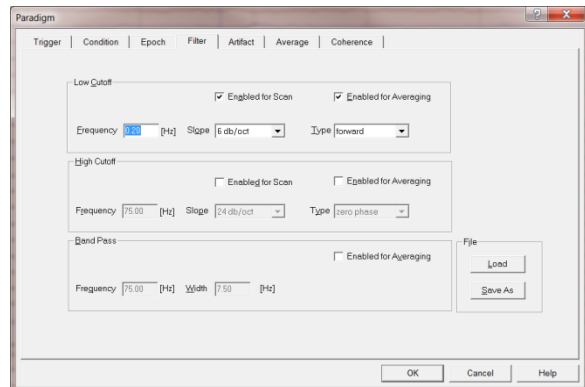 Paradigm
Trigger Condition Epoch Filter Artifact Average Coherence
Low Cutoff
Enabled for Scan Enabled for Averaging
Frequency 0.20 [Hz] Slope 6 db/oct Type forward
High Cutoff
Enabled for Scan Enabled for Averaging
Frequency 75.00 [Hz] Slope 24 db/oct Type zero phase
Band Pass
Enabled for Averaging
Frequency 75.00 [Hz] Width 7.50 [Hz]
File
Load
Save As
OK Cancel Help